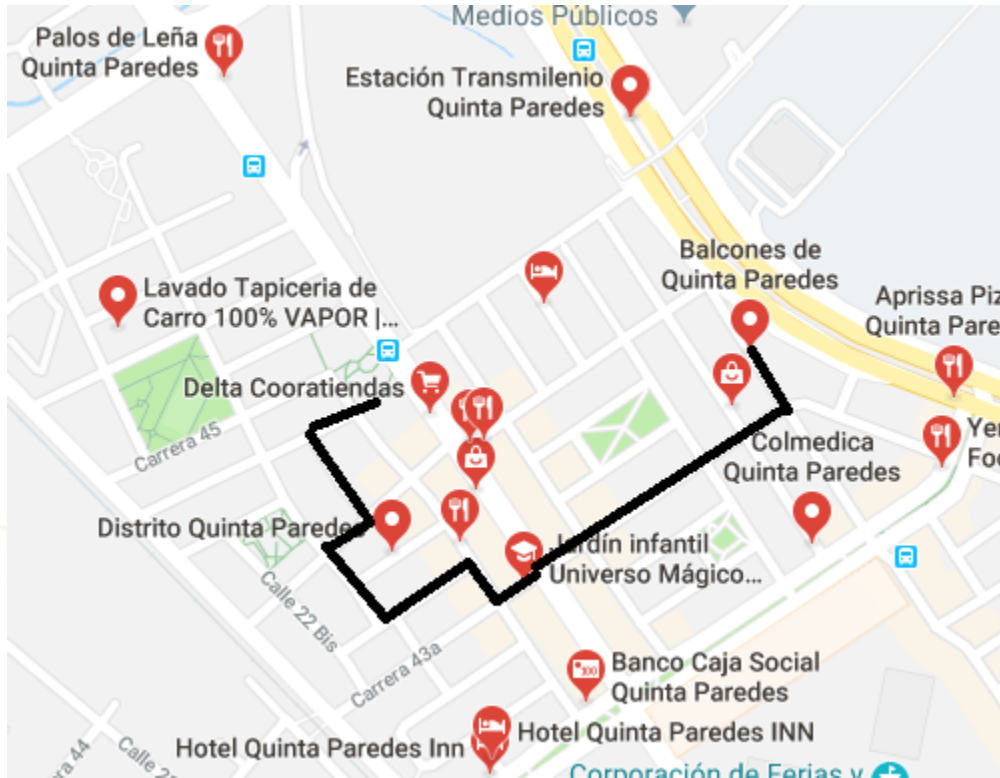 Medios Públicos
Palos de Leña
Quinta Paredes
Estación Transmilenio
Quinta Paredes
Balcones de
Quinta Paredes
Lavado Tapiceria de
Carro 100% VAPOR |...
Aprissa Piz
Quinta Pare
Delta Cooratiendas
Carrera 45
Colmedica
Quinta Paredes
Yer
Foo
Distrito Quinta Paredes
Jardín infantil
Universo Mágico...
Calle 22 Bis
Carrera 43a
Banco Caja Social
Quinta Paredes
Hotel Quinta Paredes Inn
Hotel Quinta Paredes INN
Calle 2
Corporación de Ferias y